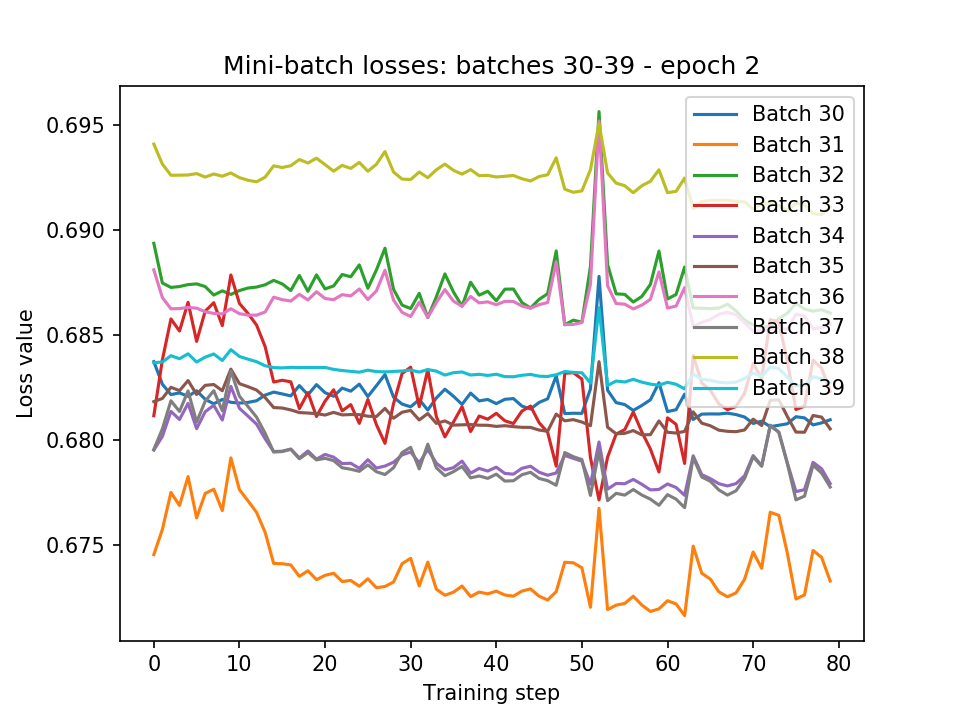 Mini-batch losses: batches 30-39 - epoch 2
Loss value
0.695
0.690
0.685
0.680
0.675
Batch 30
Batch 31
Batch 32
Batch 33
Batch 34
Batch 35
Batch 36
Batch 37
Batch 38
Batch 39
0 10 20 30 40 50 60 70 80
Training step